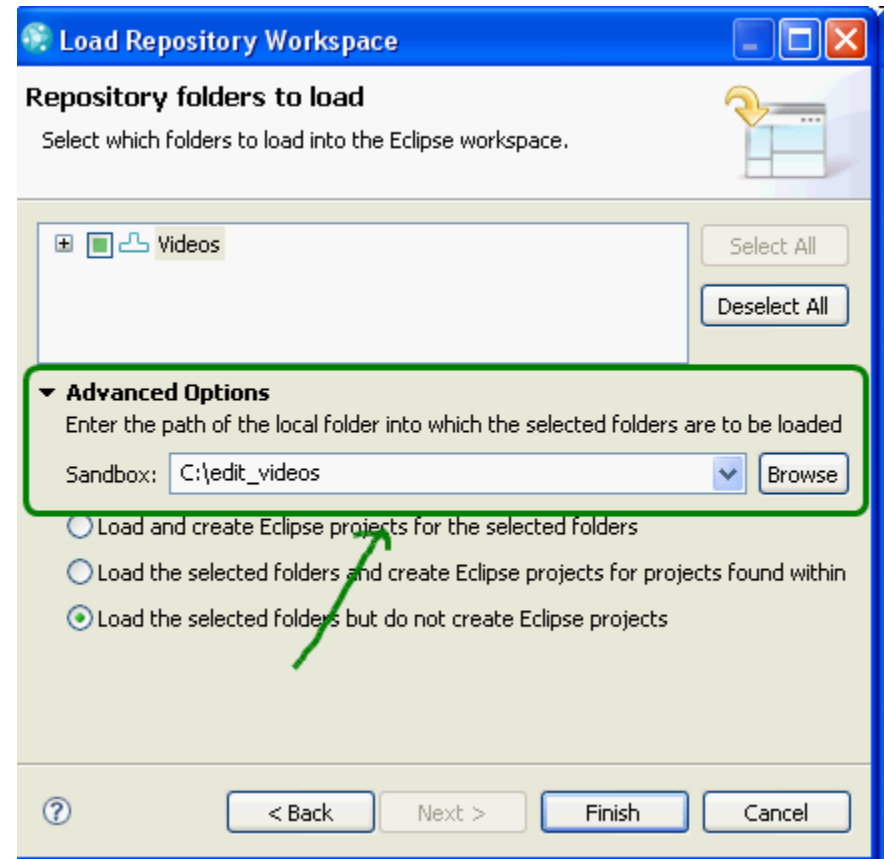 Load Repository Workspace
Repository folders to load
Select which folders to load into the Eclipse workspace.
Videos
Select All
Deselect All
Advanced Options
Enter the path of the local folder into which the selected folders are to be loaded
Sandbox: C:\edit_videos Browse
Load and create Eclipse projects for the selected folders
Load the selected folders and create Eclipse projects for projects found within
Load the selected folders but do not create Eclipse projects
? < Back Next > Finish Cancel